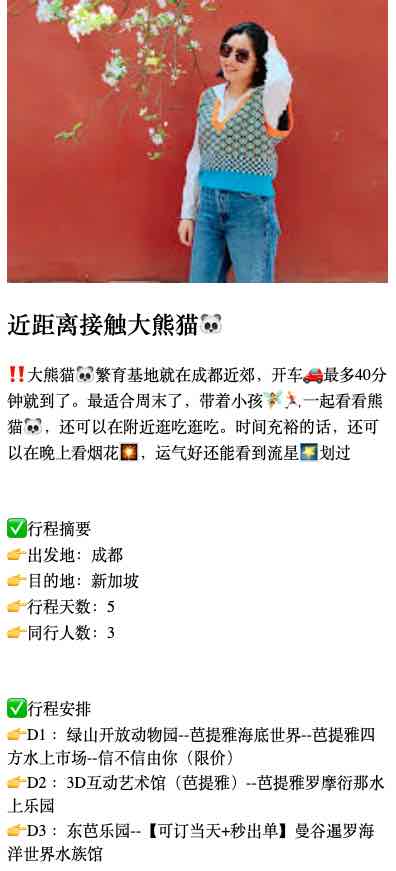 近距离接触大熊猫🐼
‼️大熊猫🐼繁育基地就在成都近郊，开车🚗最多40分
钟就到了。最适合周末了，带着小孩🧚🏃,一起看看熊
猫🐼，还可以在附近逛吃逛吃。时间充裕的话，还可
以在晚上看烟花🎆，运气好还能看到流星🌠划过
✅行程摘要
👉出发地：成都
👉目的地：新加坡
👉行程天数：5
👉同行人数：3
✅行程安排
👉D1 ：绿山开放动物园--芭提雅海底世界--芭提雅四
方水上市场--信不信由你（限价）
👉D2 ：3D互动艺术馆（芭提雅）--芭提雅罗摩衍那水
上乐园
👉D3 ：东芭乐园--【可订当天+秒出单】曼谷暹罗海
洋世界水族馆